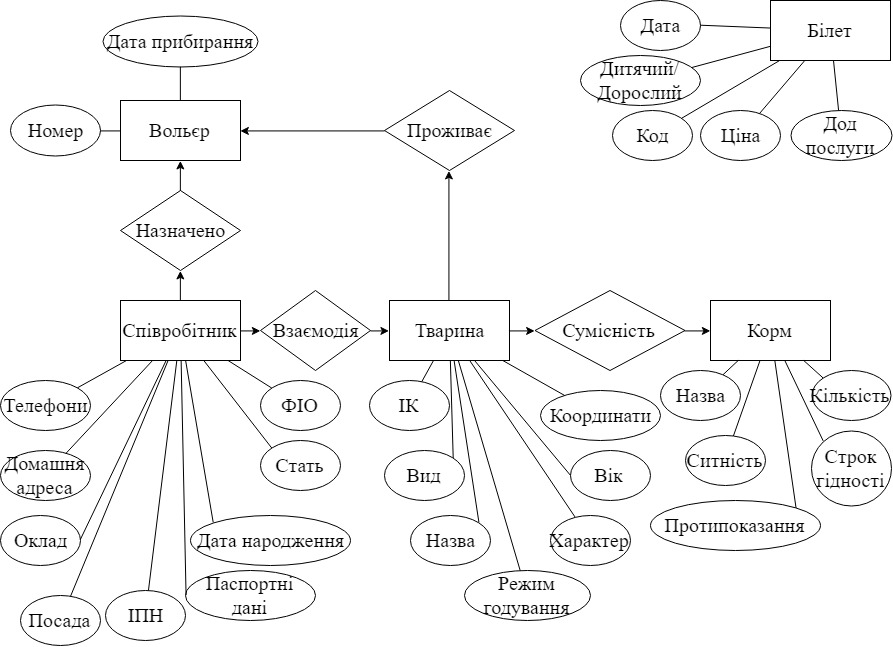 Дата прибирання
Дата
Білет
Дитячий/
Дорослий
Номер
Вольєр
Проживає
Код
Ціна
Дод
послуги
Назначено
Співробітник
Взаємодія
Тварина
Сумісність
Корм
Телефони
ФІО
ІК
Координати
Назва
Кількість
Домашня
адреса
Стать
Вид
Вік
Ситність
Строк
гідності
Оклад
Дата народження
Назва
Характер
Протипоказання
Посада
ІПН
Паспортні
дані
Режим
годування